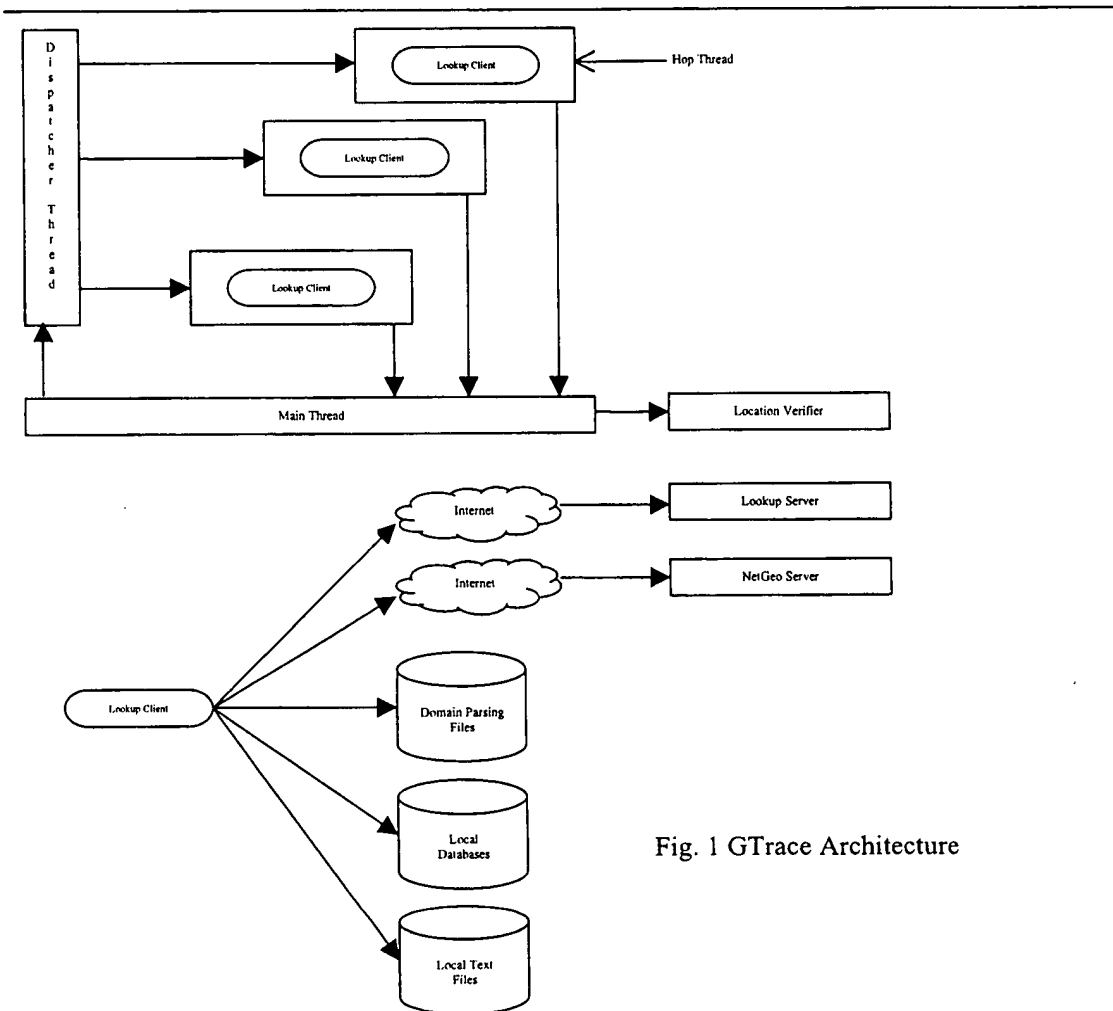 Dispatcher Thread
Lookup Client
Hop Thread
Lookup Client
Lookup Client
Main Thread
Location Verifier
Internet
Lookup Server
Internet
NetGeo Server
Lookup Client
Domain Parsing
Files
Local
Databases
Fig. 1 GTrace Architecture
Local Text
Files